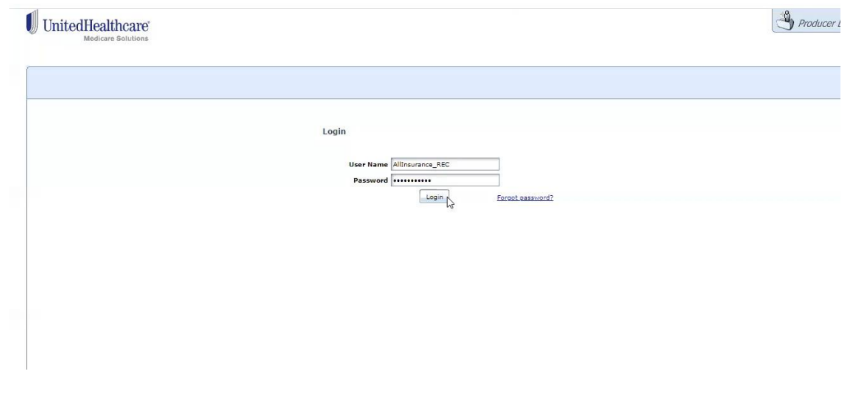 UnitedHealthcare®
Medicare Solutions
Producer
Login
User Name AllInsurance_REC
Password •••••••••••
Login
Forgot password?